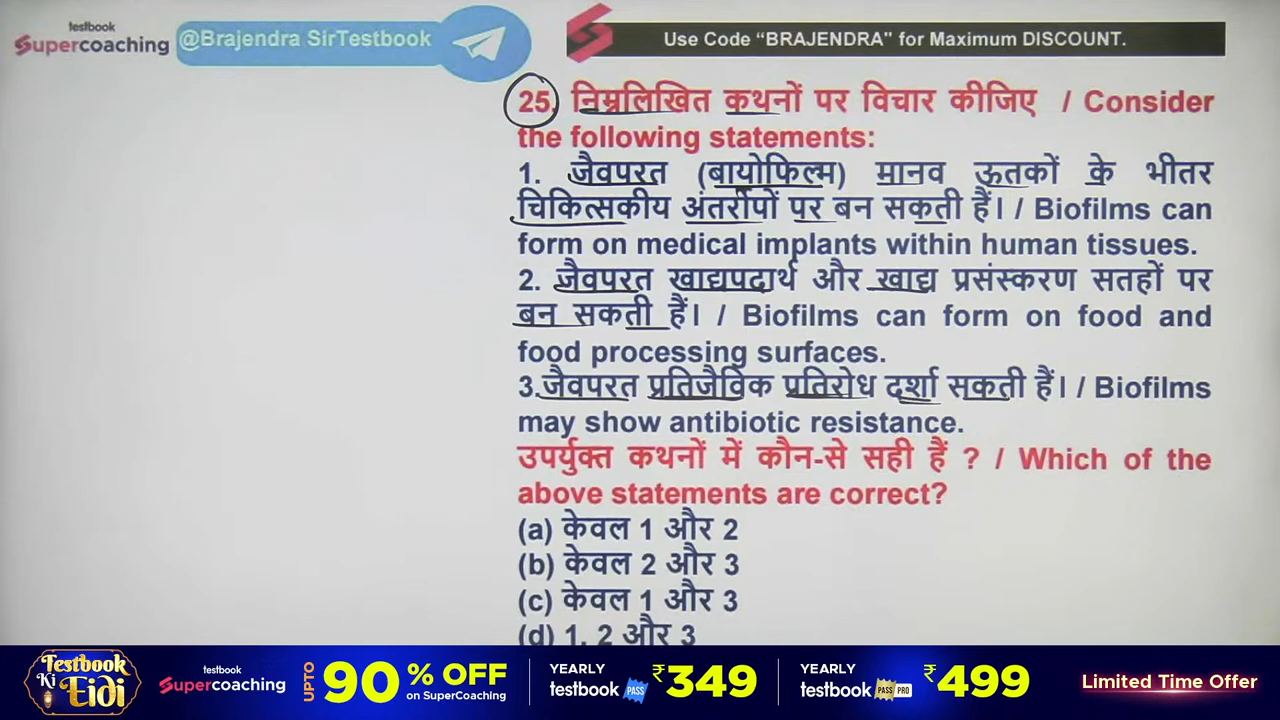 testbook
Supercoaching
@Brajendra SirTestbook
Use Code “BRAJENDRA" for Maximum DISCOUNT.
25. निम्नलिखित कथनों पर विचार कीजिए / Consider
the following statements:
1. जैवपरत (बायोफिल्म) मानव ऊतकों के भीतर
चिकित्सकीय अंतर्रोपों पर बन सकती हैं। / Biofilms can
form on medical implants within human tissues.
2. जैवपरत खाद्यपदार्थ और खाद्य प्रसंस्करण सतहों पर
बन सकती हैं। / Biofilms can form on food and
food processing surfaces.
3.जैवपरत प्रतिजैविक प्रतिरोध दर्शा सकती हैं। / Biofilms
may show antibiotic resistance.
उपर्युक्त कथनों में कौन-से सही हैं ? / Which of the
above statements are correct?
(a) केवल 1 और 2
(b) केवल 2 और 3
(c) केवल 1 और 3
(d) 1, 2 और 3
Testbook
Ki
Eidi
testbook
Supercoaching
UPTO
90% OFF
on SuperCoaching
YEARLY
testbook PASS
₹349
YEARLY
testbook PASS PRO
₹499
Limited Time Offer